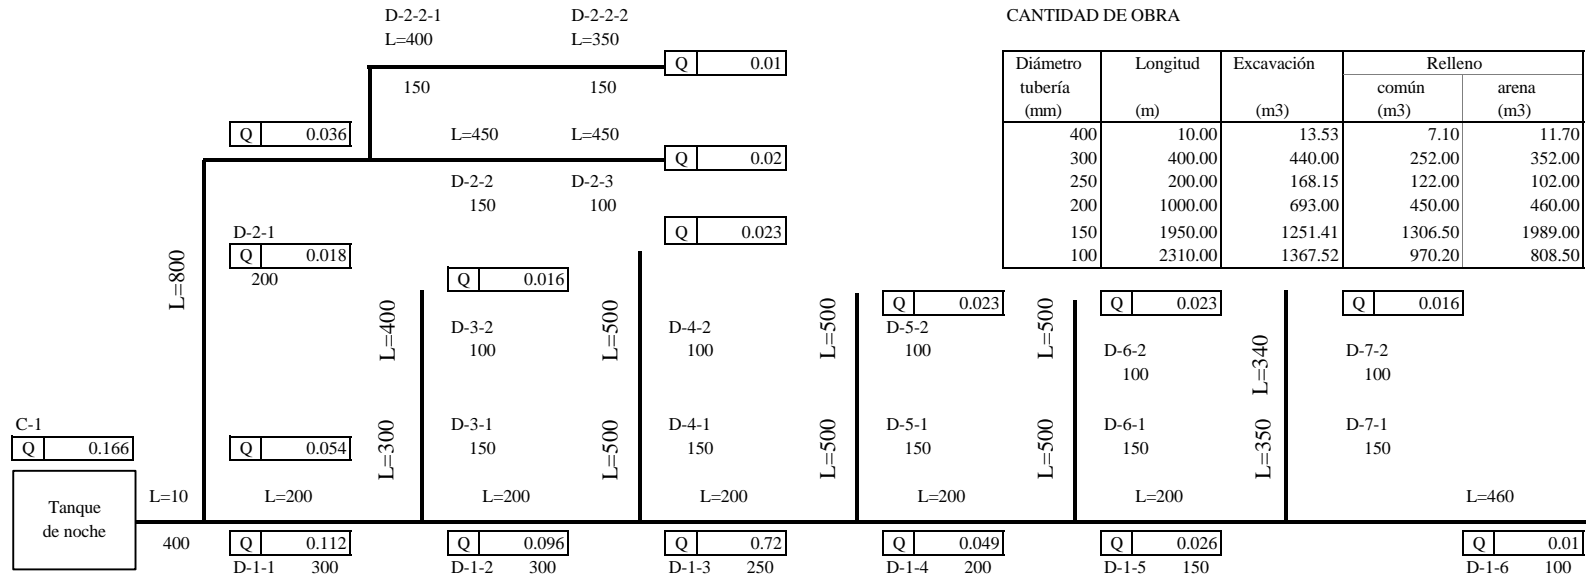 D-2-2-1 D-2-2-2 CANTIDAD DE OBRA
L=400 L=350
Q 0.01
150 150
Diámetro Longitud Excavación Relleno
tubería común arena
(mm) (m) (m3) (m3) (m3)
400 10.00 13.53 7.10 11.70
300 400.00 440.00 252.00 352.00
250 200.00 168.15 122.00 102.00
200 1000.00 693.00 450.00 460.00
150 1950.00 1251.41 1306.50 1989.00
100 2310.00 1367.52 970.20 808.50
Q 0.036 L=450 L=450
Q 0.02
D-2-2 D-2-3
150 100
Q 0.023
D-2-1
Q 0.018
200
L=800
Q 0.016
Q 0.023
Q 0.023
Q 0.016
L=400 L=500 L=500 L=500 L=340
D-3-2 D-4-2 D-5-2 D-6-2 D-7-2
100 100 100 100 100
C-1
Q 0.166
Q 0.054
L=300 L=500 L=500 L=500 L=350
D-3-1 D-4-1 D-5-1 D-6-1 D-7-1
150 150 150 150 150
Tanque
de noche
L=10 L=200 L=200 L=200 L=200 L=200 L=460
400 Q 0.112 Q 0.096 Q 0.72 Q 0.049 Q 0.026 Q 0.01
D-1-1 300 D-1-2 300 D-1-3 250 D-1-4 200 D-1-5 150 D-1-6 100